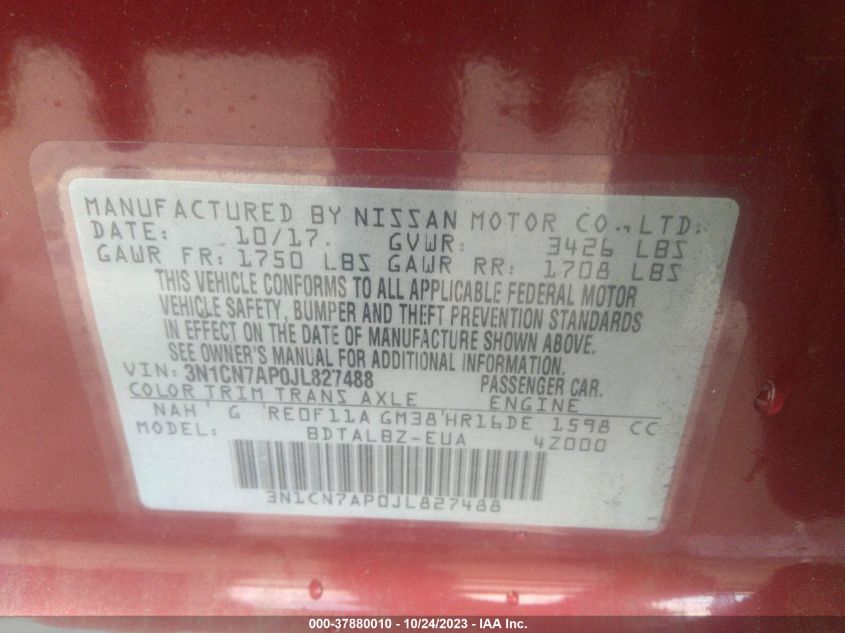 MANUFACTURED BY NISSAN MOTOR CO., LTD.
DATE: 10/17. GVWR: 3426 LBS
GAWR FR: 1750 LBS GAWR RR: 1708 LBS
THIS VEHICLE CONFORMS TO ALL APPLICABLE FEDERAL MOTOR
VEHICLE SAFETY, BUMPER AND THEFT PREVENTION STANDARDS
IN EFFECT ON THE DATE OF MANUFACTURE SHOWN ABOVE.
SEE OWNER'S MANUAL FOR ADDITIONAL INFORMATION.
VIN: 3N1CN7AP0JL827488 PASSENGER CAR.
COLOR TRIM TRANS AXLE ENGINE
NAH G RE0F11A GM38 HR16DE 1598 CC
MODEL: BDTALBZ-EUA 4Z000
3N1CN7AP0JL827488
000-37880010 - 10/24/2023 - IAA Inc.